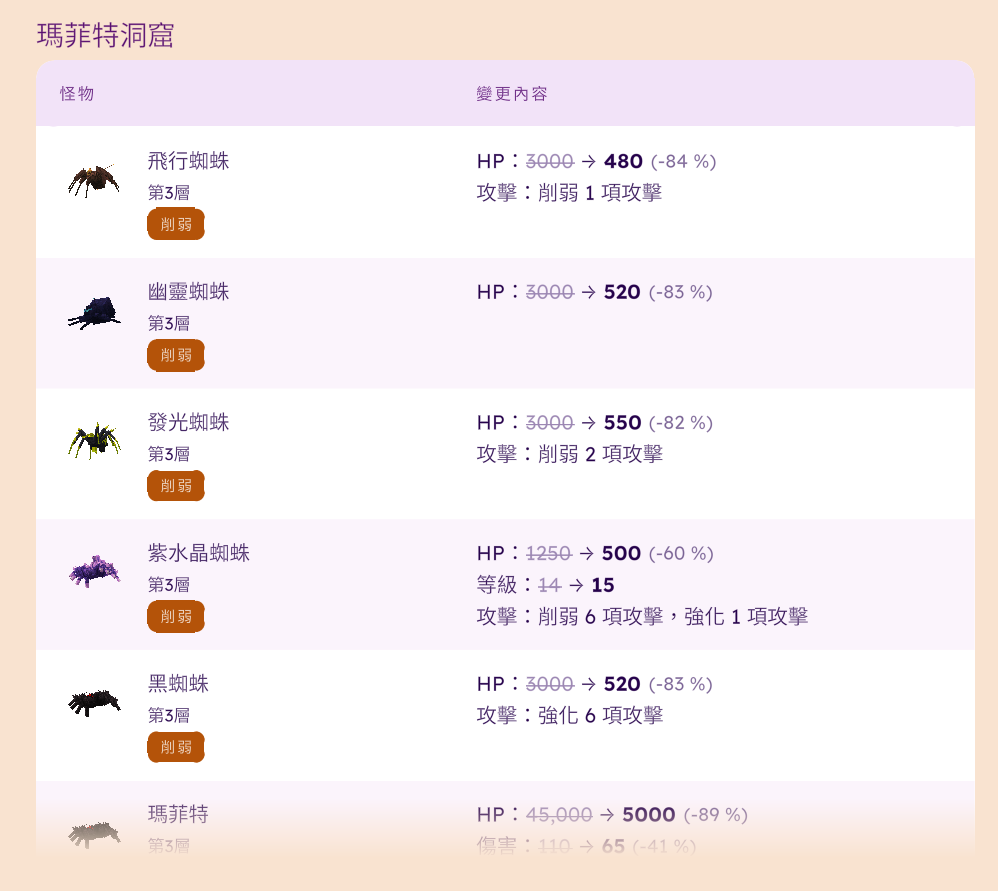 瑪菲特洞窟
怪物 變更內容
飛行蜘蛛
第3層
削弱
HP：3000 → 480 (-84 %)
攻擊：削弱 1 項攻擊
幽靈蜘蛛
第3層
削弱
HP：3000 → 520 (-83 %)
發光蜘蛛
第3層
削弱
HP：3000 → 550 (-82 %)
攻擊：削弱 2 項攻擊
紫水晶蜘蛛
第3層
削弱
HP：1250 → 500 (-60 %)
等級：14 → 15
攻擊：削弱 6 項攻擊，強化 1 項攻擊
黑蜘蛛
第3層
削弱
HP：3000 → 520 (-83 %)
攻擊：強化 6 項攻擊
瑪菲特
第3層
HP：45,000 → 5000 (-89 %)
傷害：110 → 65 (-41 %)